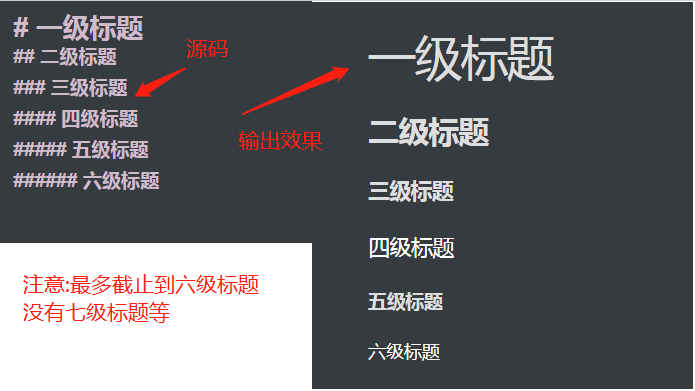 # 一级标题
## 二级标题
### 三级标题
#### 四级标题
##### 五级标题
###### 六级标题
源码
输出效果
注意:最多截止到六级标题
没有七级标题等
一级标题
二级标题
三级标题
四级标题
五级标题
六级标题